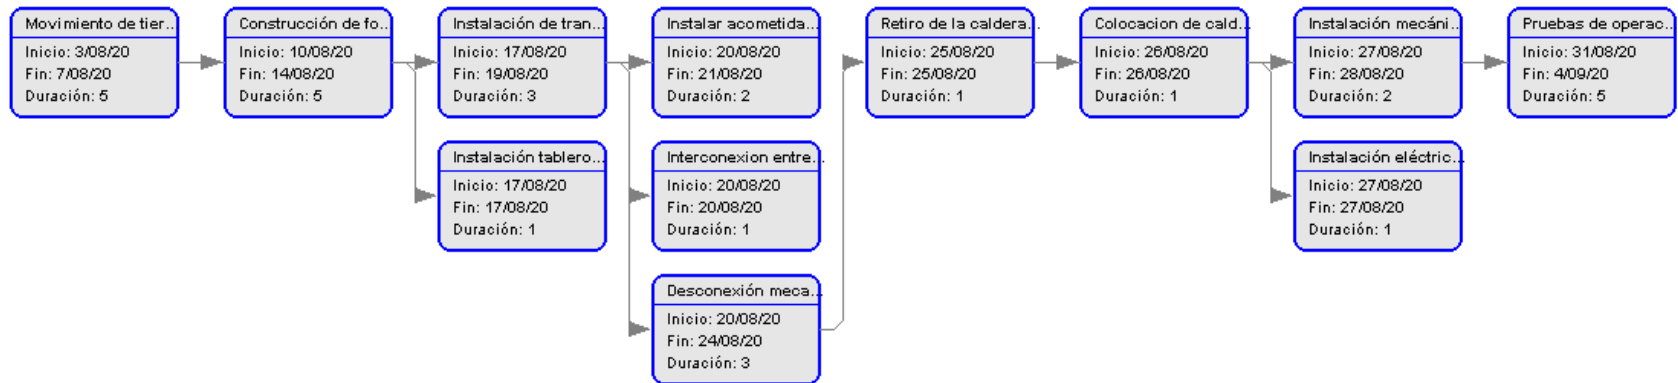 Movimiento de tier...
Inicio: 3/08/20
Fin: 7/08/20
Duración: 5
Construcción de fo...
Inicio: 10/08/20
Fin: 14/08/20
Duración: 5
Instalación de tran...
Inicio: 17/08/20
Fin: 19/08/20
Duración: 3
Instalar acometida...
Inicio: 20/08/20
Fin: 21/08/20
Duración: 2
Retiro de la caldera...
Inicio: 25/08/20
Fin: 25/08/20
Duración: 1
Colocacion de cald...
Inicio: 26/08/20
Fin: 26/08/20
Duración: 1
Instalación mecáni...
Inicio: 27/08/20
Fin: 28/08/20
Duración: 2
Pruebas de operac...
Inicio: 31/08/20
Fin: 4/09/20
Duración: 5
Instalación tablero...
Inicio: 17/08/20
Fin: 17/08/20
Duración: 1
Interconexion entre...
Inicio: 20/08/20
Fin: 20/08/20
Duración: 1
Instalación eléctric...
Inicio: 27/08/20
Fin: 27/08/20
Duración: 1
Desconexión meca...
Inicio: 20/08/20
Fin: 24/08/20
Duración: 3